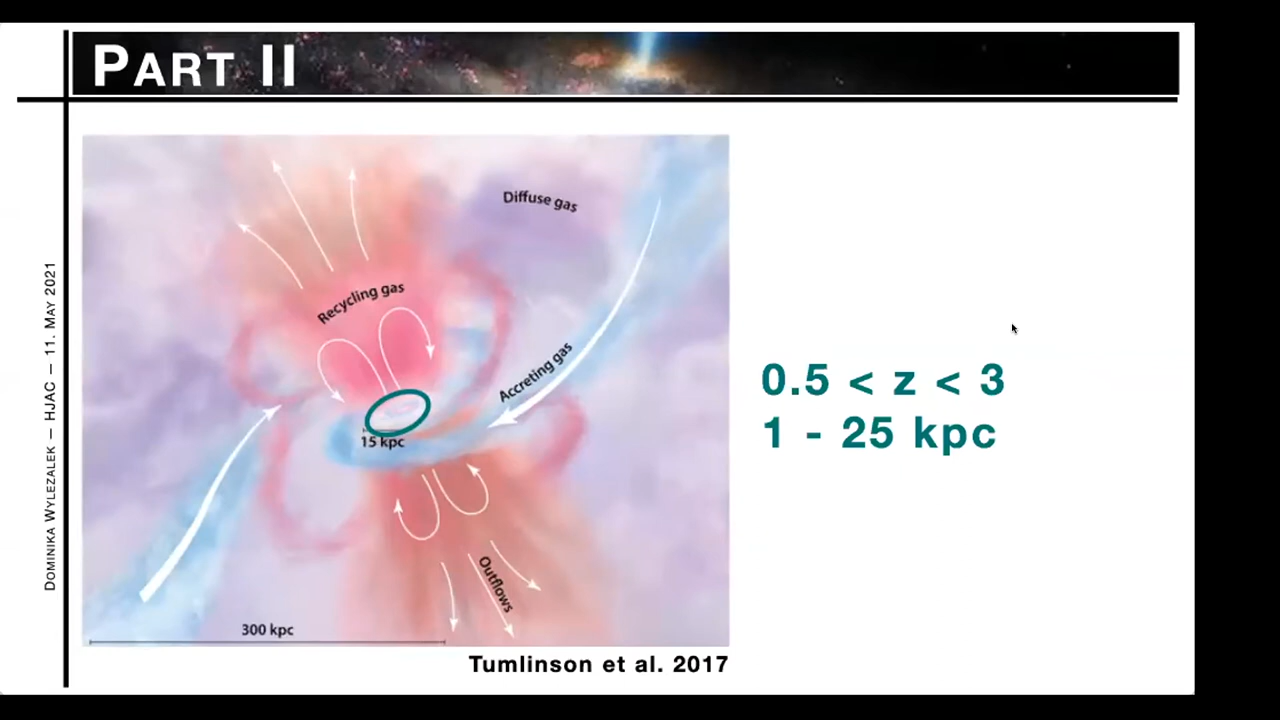 PART II
DOMINIKA WYLEZALEK — HJAC — 11. MAY 2021
Diffuse gas
Recycling gas
Accreting gas
15 kpc
Outflows
300 kpc
Tumlinson et al. 2017
0.5 < z < 3
1 - 25 kpc